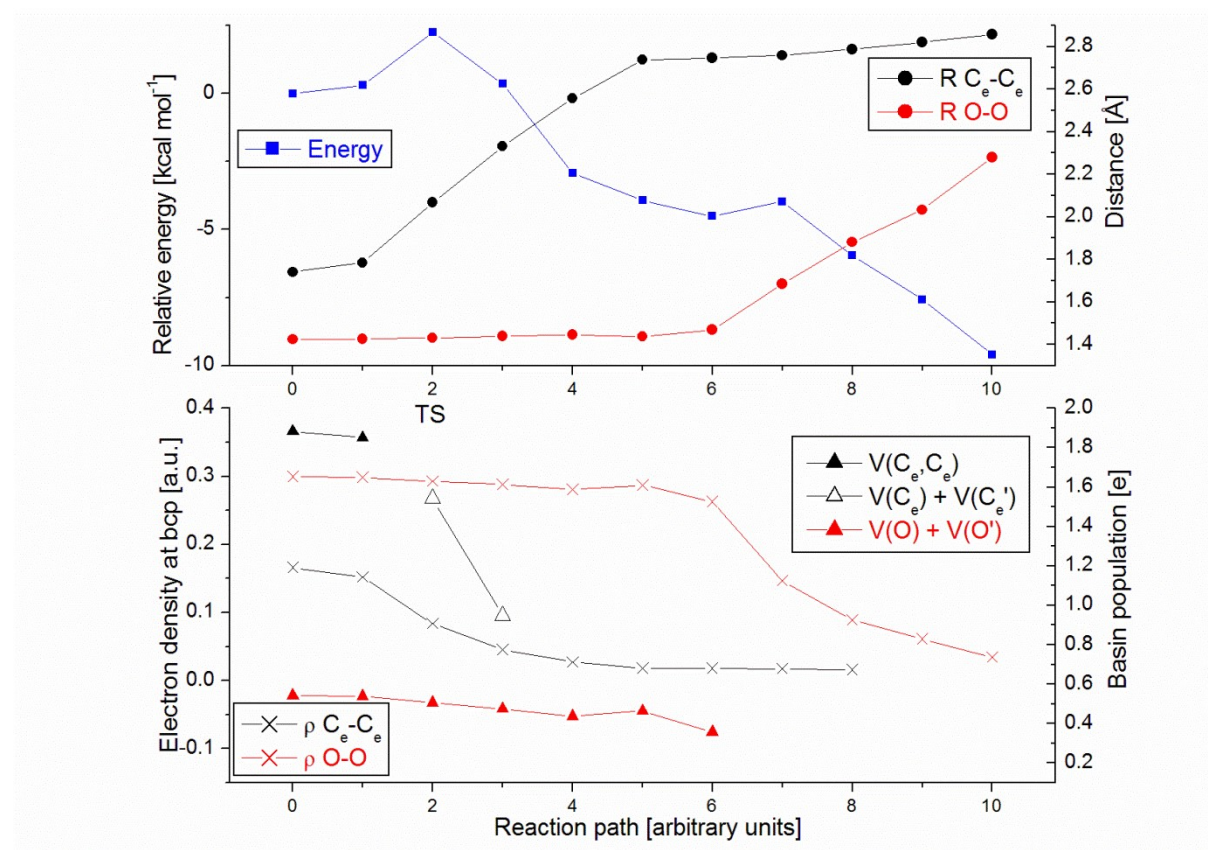 Relative energy [kcal mol⁻¹]
0
-5
-10
Energy
R Cₑ-Cₑ
R O-O
2.8
2.6
2.4
2.2
2.0
1.8
1.6
1.4
Distance [Å]
0 2 4 6 8 10
TS
Electron density at bcp [a.u.]
0.4
0.3
0.2
0.1
0.0
-0.1
V(Cₑ,Cₑ)
V(Cₑ) + V(Cₑ')
V(O) + V(O')
ρ Cₑ-Cₑ
ρ O-O
2.0
1.8
1.6
1.4
1.2
1.0
0.8
0.6
0.4
0.2
Basin population [e]
0 2 4 6 8 10
Reaction path [arbitrary units]